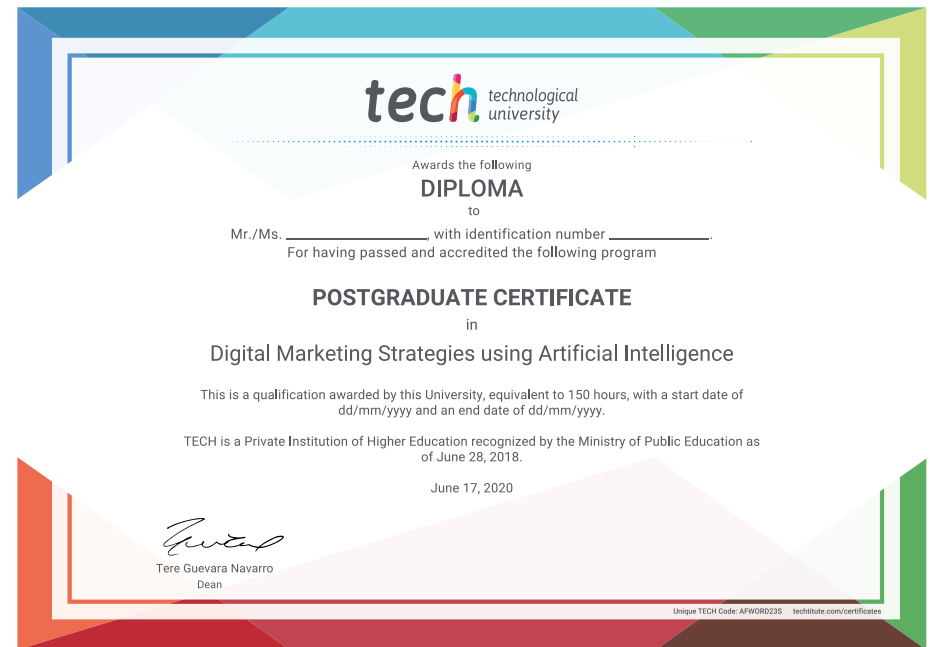 tech technological
university
Awards the following
DIPLOMA
to
Mr./Ms. ____________________, with identification number ______________.
For having passed and accredited the following program
POSTGRADUATE CERTIFICATE
in
Digital Marketing Strategies using Artificial Intelligence
This is a qualification awarded by this University, equivalent to 150 hours, with a start date of
dd/mm/yyyy and an end date of dd/mm/yyyy.
TECH is a Private Institution of Higher Education recognized by the Ministry of Public Education as
of June 28, 2018.
June 17, 2020
Tere Guevara Navarro
Dean
Unique TECH Code: AFWORD23S techtitute.com/certificates